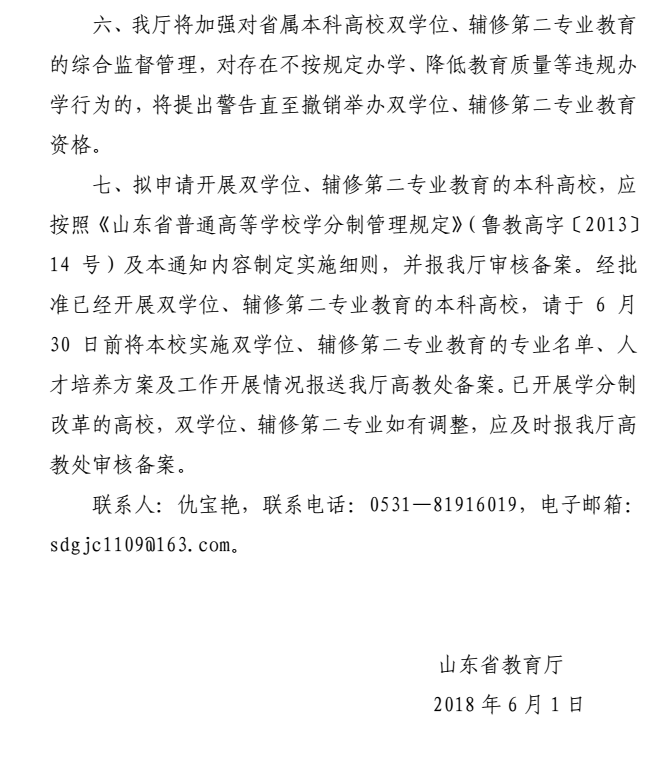 六、我厅将加强对省属本科高校双学位、辅修第二专业教育
的综合监督管理，对存在不按规定办学、降低教育质量等违规办
学行为的，将提出警告直至撤销举办双学位、辅修第二专业教育
资格。
七、拟申请开展双学位、辅修第二专业教育的本科高校，应
按照《山东省普通高等学校学分制管理规定》（鲁教高字〔2013〕
14 号）及本通知内容制定实施细则，并报我厅审核备案。经批
准已经开展双学位、辅修第二专业教育的本科高校，请于 6 月
30 日前将本校实施双学位、辅修第二专业教育的专业名单、人
才培养方案及工作开展情况报送我厅高教处备案。已开展学分制
改革的高校，双学位、辅修第二专业如有调整，应及时报我厅高
教处审核备案。
联系人：仇宝艳，联系电话：0531—81916019，电子邮箱：
sdgjc1109@163.com。
山东省教育厅
2018 年 6 月 1 日